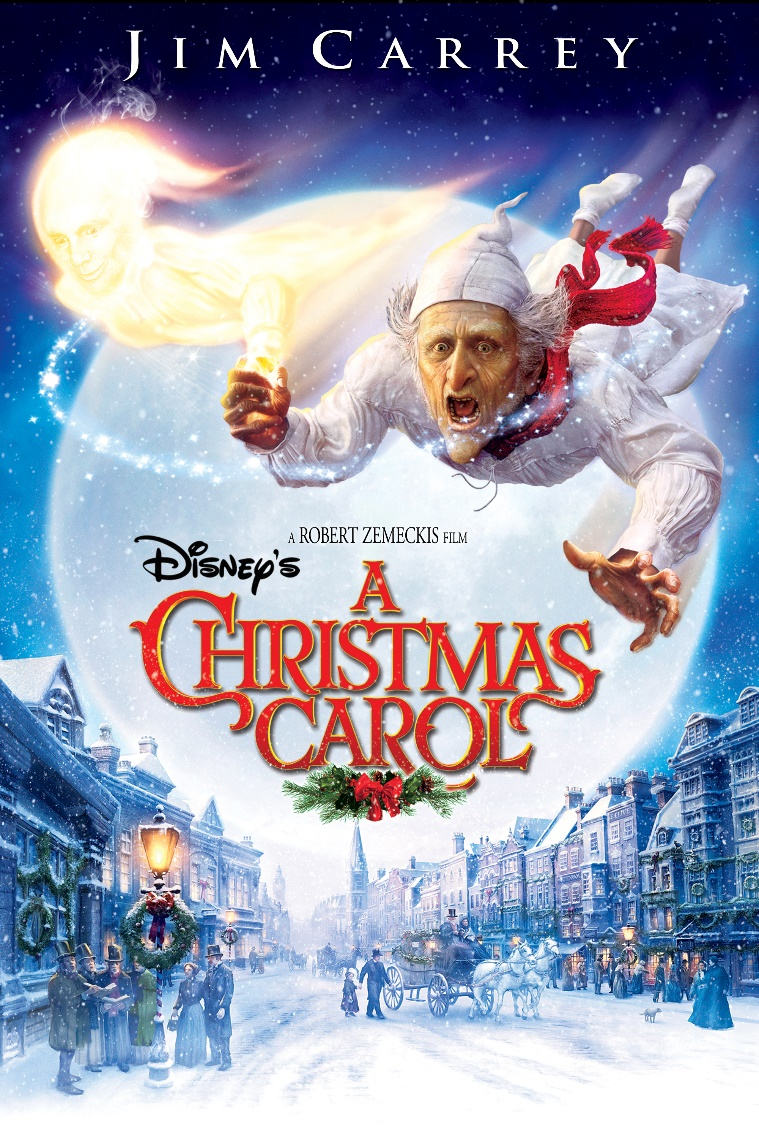 JIM CARREY
A ROBERT ZEMECKIS FILM
DISNEY'S
A
CHRISTMAS
CAROL